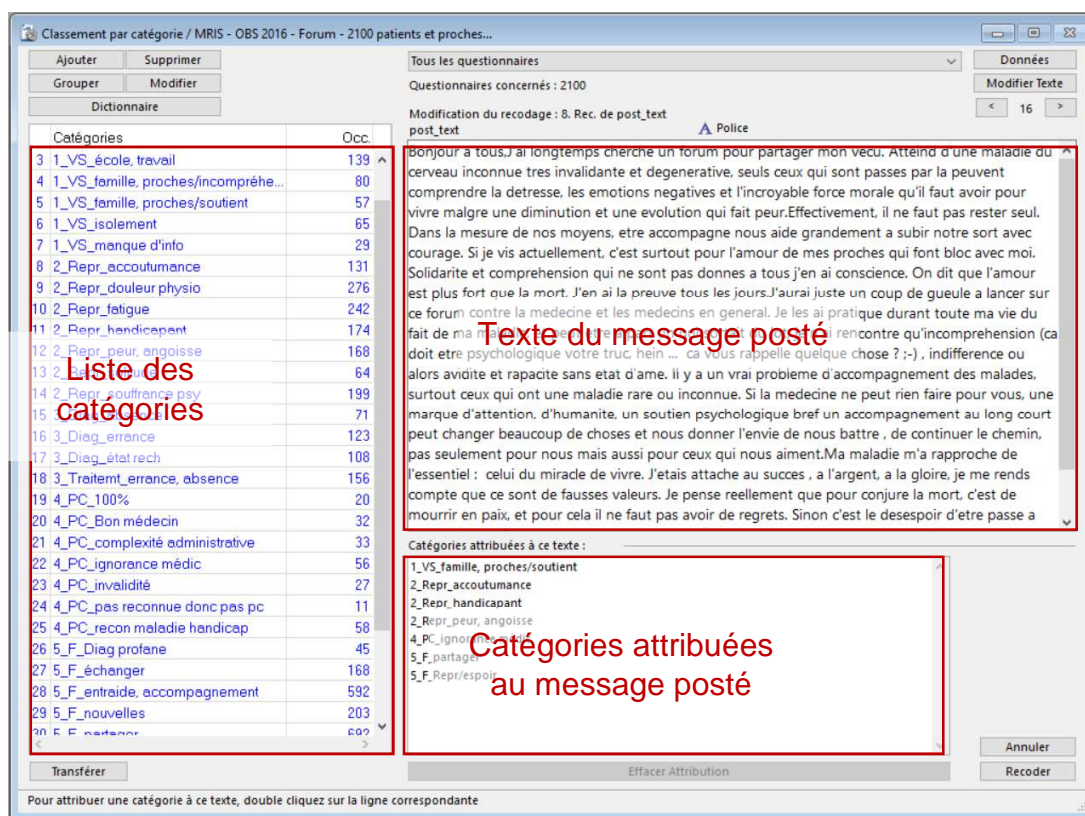 Classement par catégorie / MRIS - OBS 2016 - Forum - 2100 patients et proches...
Ajouter Supprimer
Grouper Modifier
Dictionnaire
Tous les questionnaires
Questionnaires concernés : 2100
Modification du recodage : 8. Rec. de post_text
post_text
A Police
Données
Modifier Texte
< 16 >
Catégories Occ.
3 1_VS_école, travail 139
4 1_VS_famille, proches/incompréhe... 80
5 1_VS_famille, proches/soutient 57
6 1_VS_isolement 65
7 1_VS_manque d'info 29
8 2_Repr_accoutumance 131
9 2_Repr_douleur physio 276
10 2_Repr_fatigue 242
11 2_Repr_handicapant 174
12 2_Repr_peur, angoisse 168
13 2_ 64
14 2_Repr_souffrance psy 199
15 71
16 3_Diag_errance 123
17 3_Diag_état rech 108
18 3_Traitemt_errance, absence 156
19 4_PC_100% 20
20 4_PC_Bon médecin 32
21 4_PC_complexité administrative 33
22 4_PC_ignorance médic 56
23 4_PC_invalidité 27
24 4_PC_pas reconnue donc pas pc 11
25 4_PC_recon maladie handicap 58
26 5_F_Diag profane 45
27 5_F_échanger 168
28 5_F_entraide, accompagnement 592
29 5_F_nouvelles 203
30 5_F_partager 692
Liste des
catégories
Bonjour a tous,J'ai longtemps cherche un forum pour partager mon vecu. Atteind d'une maladie du
cerveau inconnue tres invalidante et degenerative, seuls ceux qui sont passes par la peuvent
comprendre la detresse, les emotions negatives et l'incroyable force morale qu'il faut avoir pour
vivre malgre une diminution et une evolution qui fait peur.Effectivement, il ne faut pas rester seul.
Dans la mesure de nos moyens, etre accompagne nous aide grandement a subir notre sort avec
courage. Si je vis actuellement, c'est surtout pour l'amour de mes proches qui font bloc avec moi.
Solidarite et comprehension qui ne sont pas donnes a tous j'en ai conscience. On dit que l'amour
est plus fort que la mort. J'en ai la preuve tous les jours.J'aurai juste un coup de gueule a lancer sur
ce forum contre la medecine et les medecins en general. Je les ai pratique durant toute ma vie du
fait de ma rencontre qu'incomprehension (ca
doit etre psychologique votre truc, hein ... ca vous rappelle quelque chose ? ;-) , indifference ou
alors avidite et rapacite sans etat d'ame. Il y a un vrai probleme d'accompagnement des malades,
surtout ceux qui ont une maladie rare ou inconnue. Si la medecine ne peut rien faire pour vous, une
marque d'attention, d'humanite, un soutien psychologique bref un acompagnement au long court
peut changer beaucoup de choses et nous donner l'envie de nous battre , de continuer le chemin,
pas seulement pour nous mais aussi pour ceux qui nous aiment.Ma maladie m'a rapproche de
l'essentiel : celui du miracle de vivre. J'etais attache au succes , a l'argent, a la gloire, je me rends
compte que ce sont de fausses valeurs. Je pense reellement que pour conjure la mort, c'est de
mourrir en paix, et pour cela il ne faut pas avoir de regrets. Sinon c'est le desespoir d'etre passe a
Texte du message posté
Catégories attribuées à ce texte :
1_VS_famille, proches/soutient
2_Repr_accoutumance
2_Repr_handicapant
2_Repr_peur, angoisse
4_PC_ignorance médic
5_F_partager
5_F_Repr/espoir
Catégories attribuées
au message posté
Annuler
Transférer
Effacer Attribution
Recoder
Pour attribuer une catégorie à ce texte, double cliquez sur la ligne correspondante